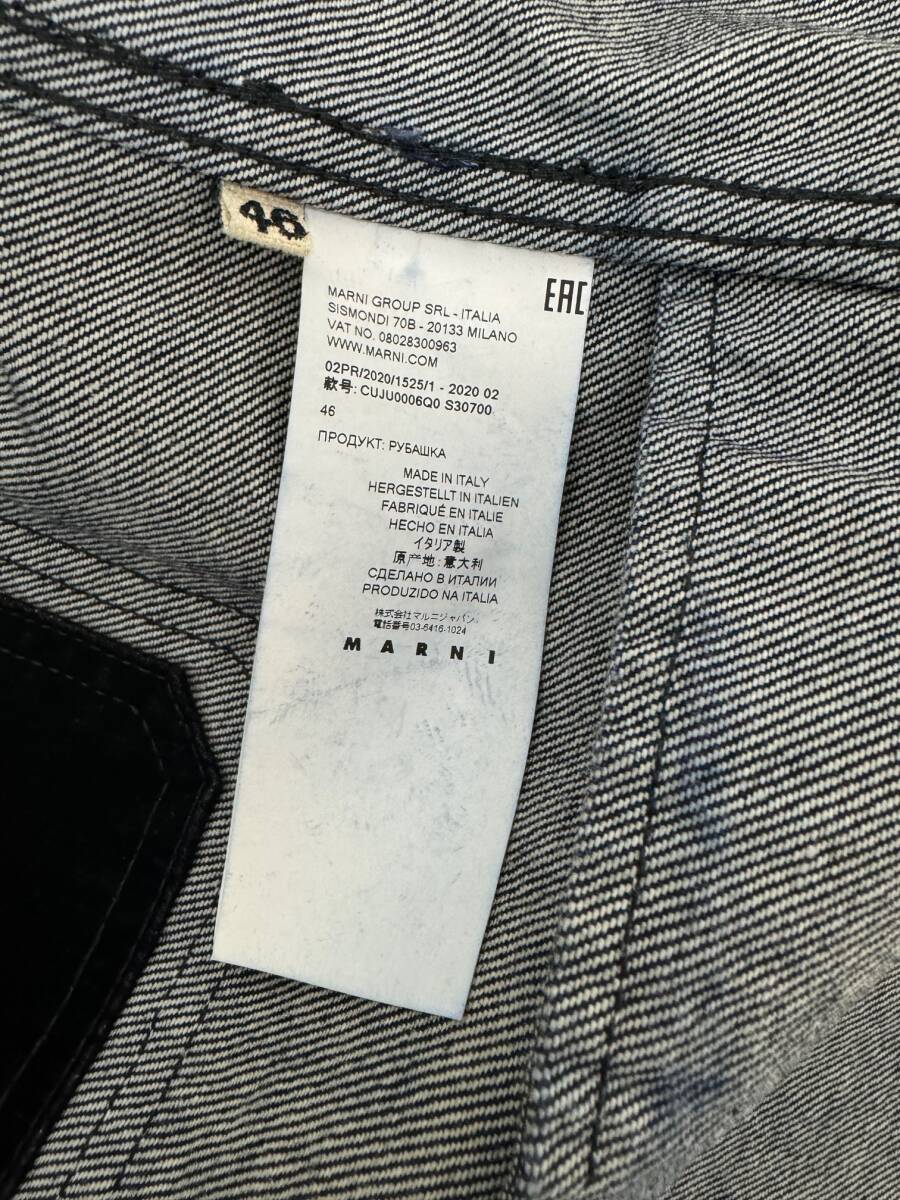 46
EAC
MARNI GROUP SRL - ITALIA
SISMONDI 70B - 20133 MILANO
VAT NO. 08028300963
WWW.MARNI.COM
02PR/2020/1525/1 - 2020 02
款号: CUJU0006Q0 S30700
46
ПРОДУКТ: РУБАШКА
MADE IN ITALY
HERGESTELLT IN ITALIEN
FABRIQUÉ EN ITALIE
HECHO EN ITALIA
イタリア製
原产地: 意大利
СДЕЛАНО В ИТАЛИИ
PRODUZIDO NA ITALIA
株式会社マルニジャパン
電話番号03-6416-1024
MARNI